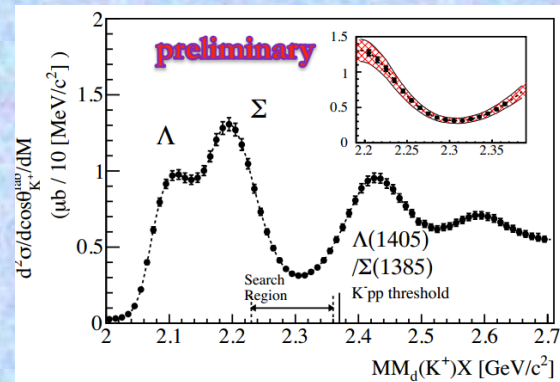 preliminary
d²σ/dcosθ^lab_K⁺/dM
(μb / 10 [MeV/c²]
2
1.5
1
0.5
0
Λ
Σ
1.5
1
0.5
0
2.2 2.25 2.3 2.35
Λ(1405)
/Σ(1385)
Search
Region
K⁻pp threshold
2 2.1 2.2 2.3 2.4 2.5 2.6 2.7
MM_d(K⁺)X [GeV/c²]